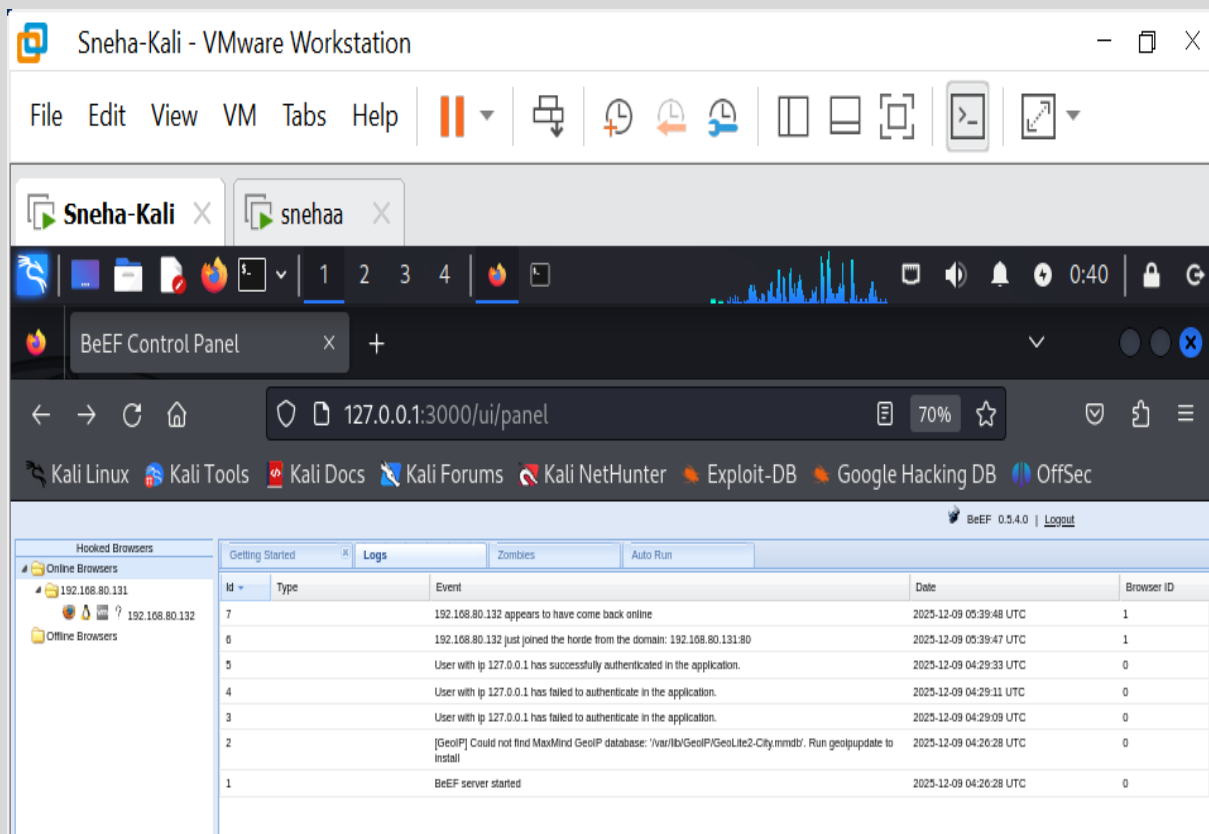 Sneha-Kali - VMware Workstation
File Edit View VM Tabs Help
Sneha-Kali snehaa
1 2 3 4 0:40
BeEF Control Panel
127.0.0.1:3000/ui/panel 70%
Kali Linux Kali Tools Kali Docs Kali Forums Kali NetHunter Exploit-DB Google Hacking DB OffSec
BeEF 0.5.4.0 | Logout
Hooked Browsers
Online Browsers
192.168.80.131
? 192.168.80.132
Offline Browsers
Getting Started Logs Zombies Auto Run
Id Type Event Date Browser ID
7 192.168.80.132 appears to have come back online 2025-12-09 05:39:48 UTC 1
6 192.168.80.132 just joined the horde from the domain: 192.168.80.131:80 2025-12-09 05:39:47 UTC 1
5 User with ip 127.0.0.1 has successfully authenticated in the application. 2025-12-09 04:29:33 UTC 0
4 User with ip 127.0.0.1 has failed to authenticate in the application. 2025-12-09 04:29:11 UTC 0
3 User with ip 127.0.0.1 has failed to authenticate in the application. 2025-12-09 04:29:09 UTC 0
2 [GeoIP] Could not find MaxMind GeoIP database: '/var/lib/GeoIP/GeoLite2-City.mmdb'. Run geoipupdate to 2025-12-09 04:26:28 UTC 0
install
1 BeEF server started 2025-12-09 04:26:28 UTC 0